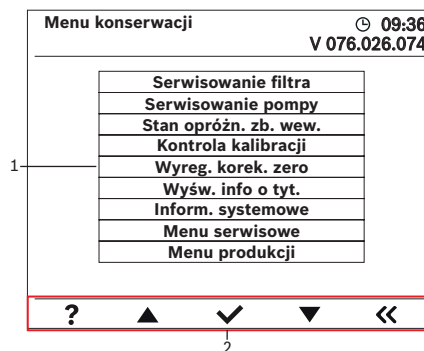 Menu konserwacji
09:36
V 076.026.074
Serwisowanie filtra
Serwisowanie pompy
Stan opróżn. zb. wew.
Kontrola kalibracji
Wyreg. korek. zero
Wyśw. info o tyt.
Inform. systemowe
Menu serwisowe
Menu produkcji
1
?
2